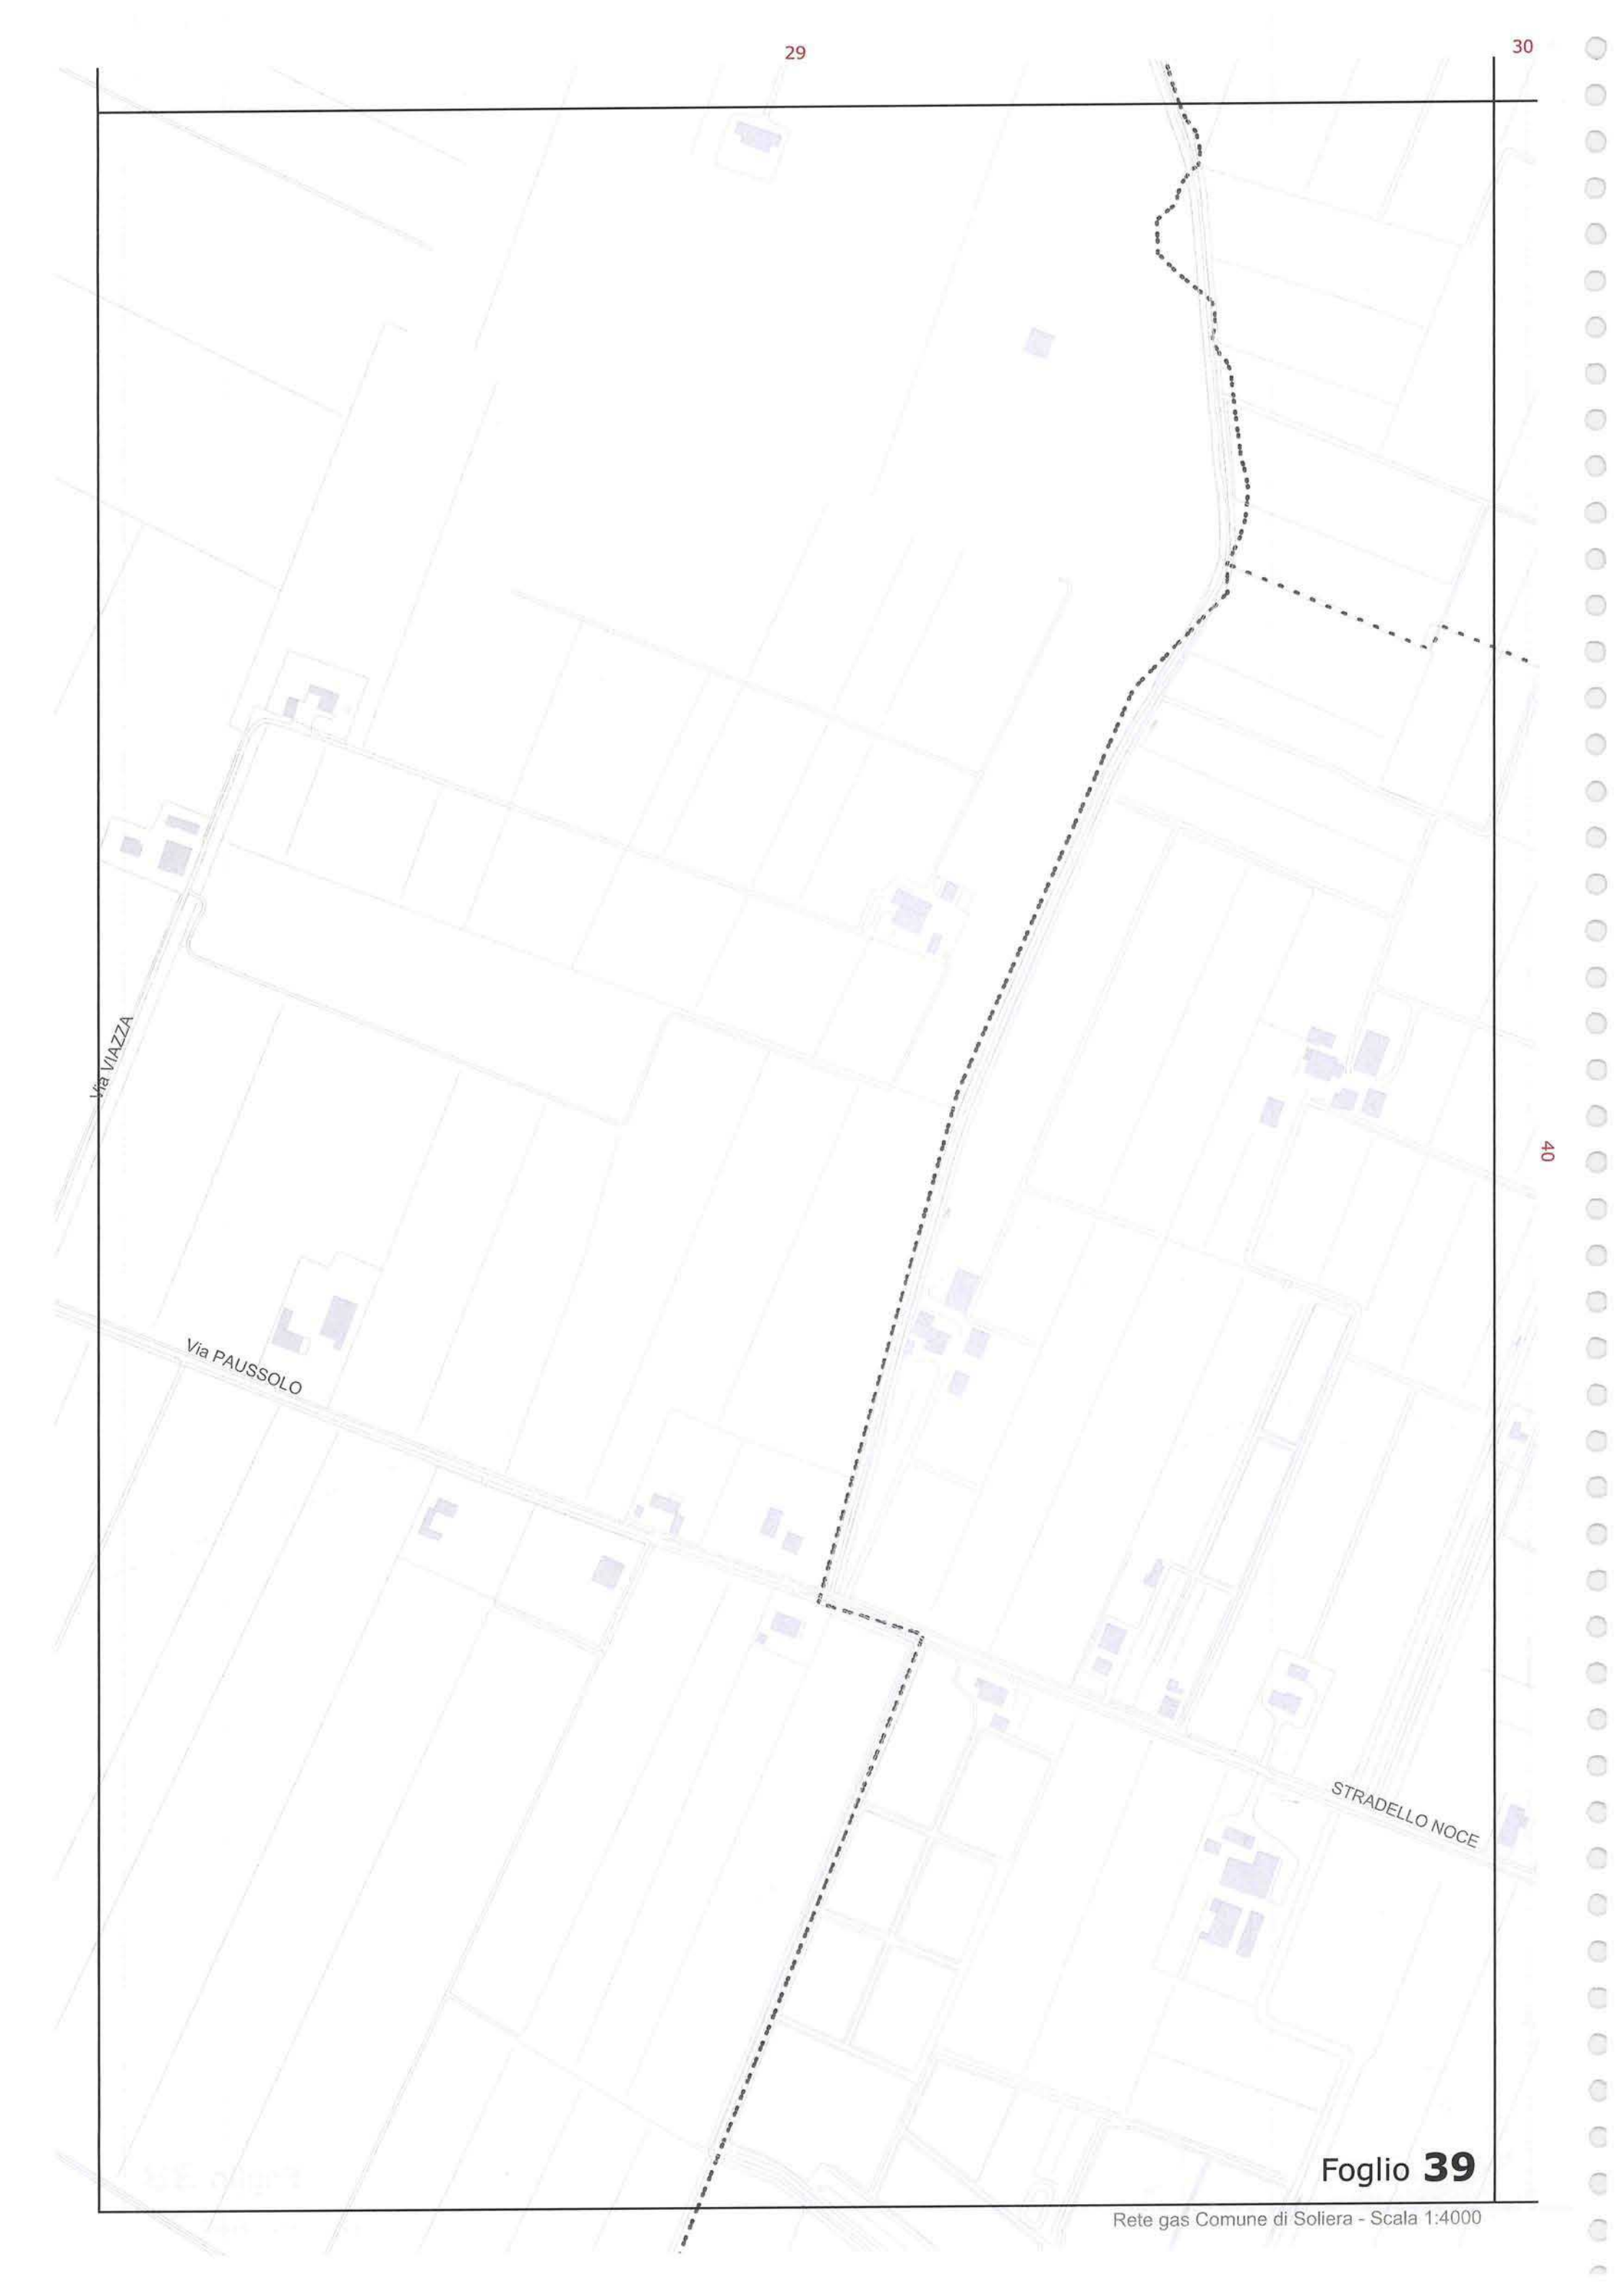 29
30
Via VIAZZA
40
Via PAUSSOLO
STRADELLO NOCE
Foglio 39
Rete gas Comune di Soliera - Scala 1:4000